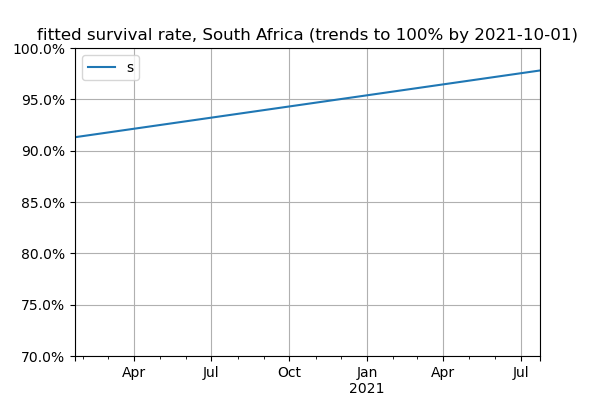 fitted survival rate, South Africa (trends to 100% by 2021-10-01)
100.0%
s
95.0%
90.0%
85.0%
80.0%
75.0%
70.0%
Apr Jul Oct Jan Apr Jul
2021